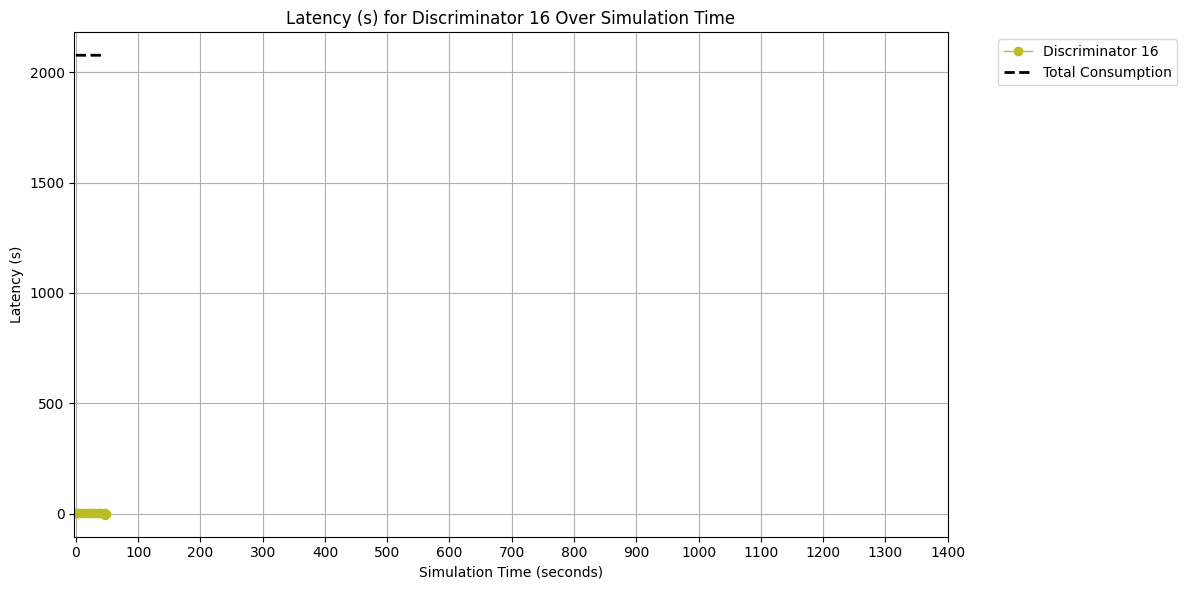 Latency (s) for Discriminator 16 Over Simulation Time
Discriminator 16
Total Consumption
Latency (s)
2000
1500
1000
500
0
0 100 200 300 400 500 600 700 800 900 1000 1100 1200 1300 1400
Simulation Time (seconds)